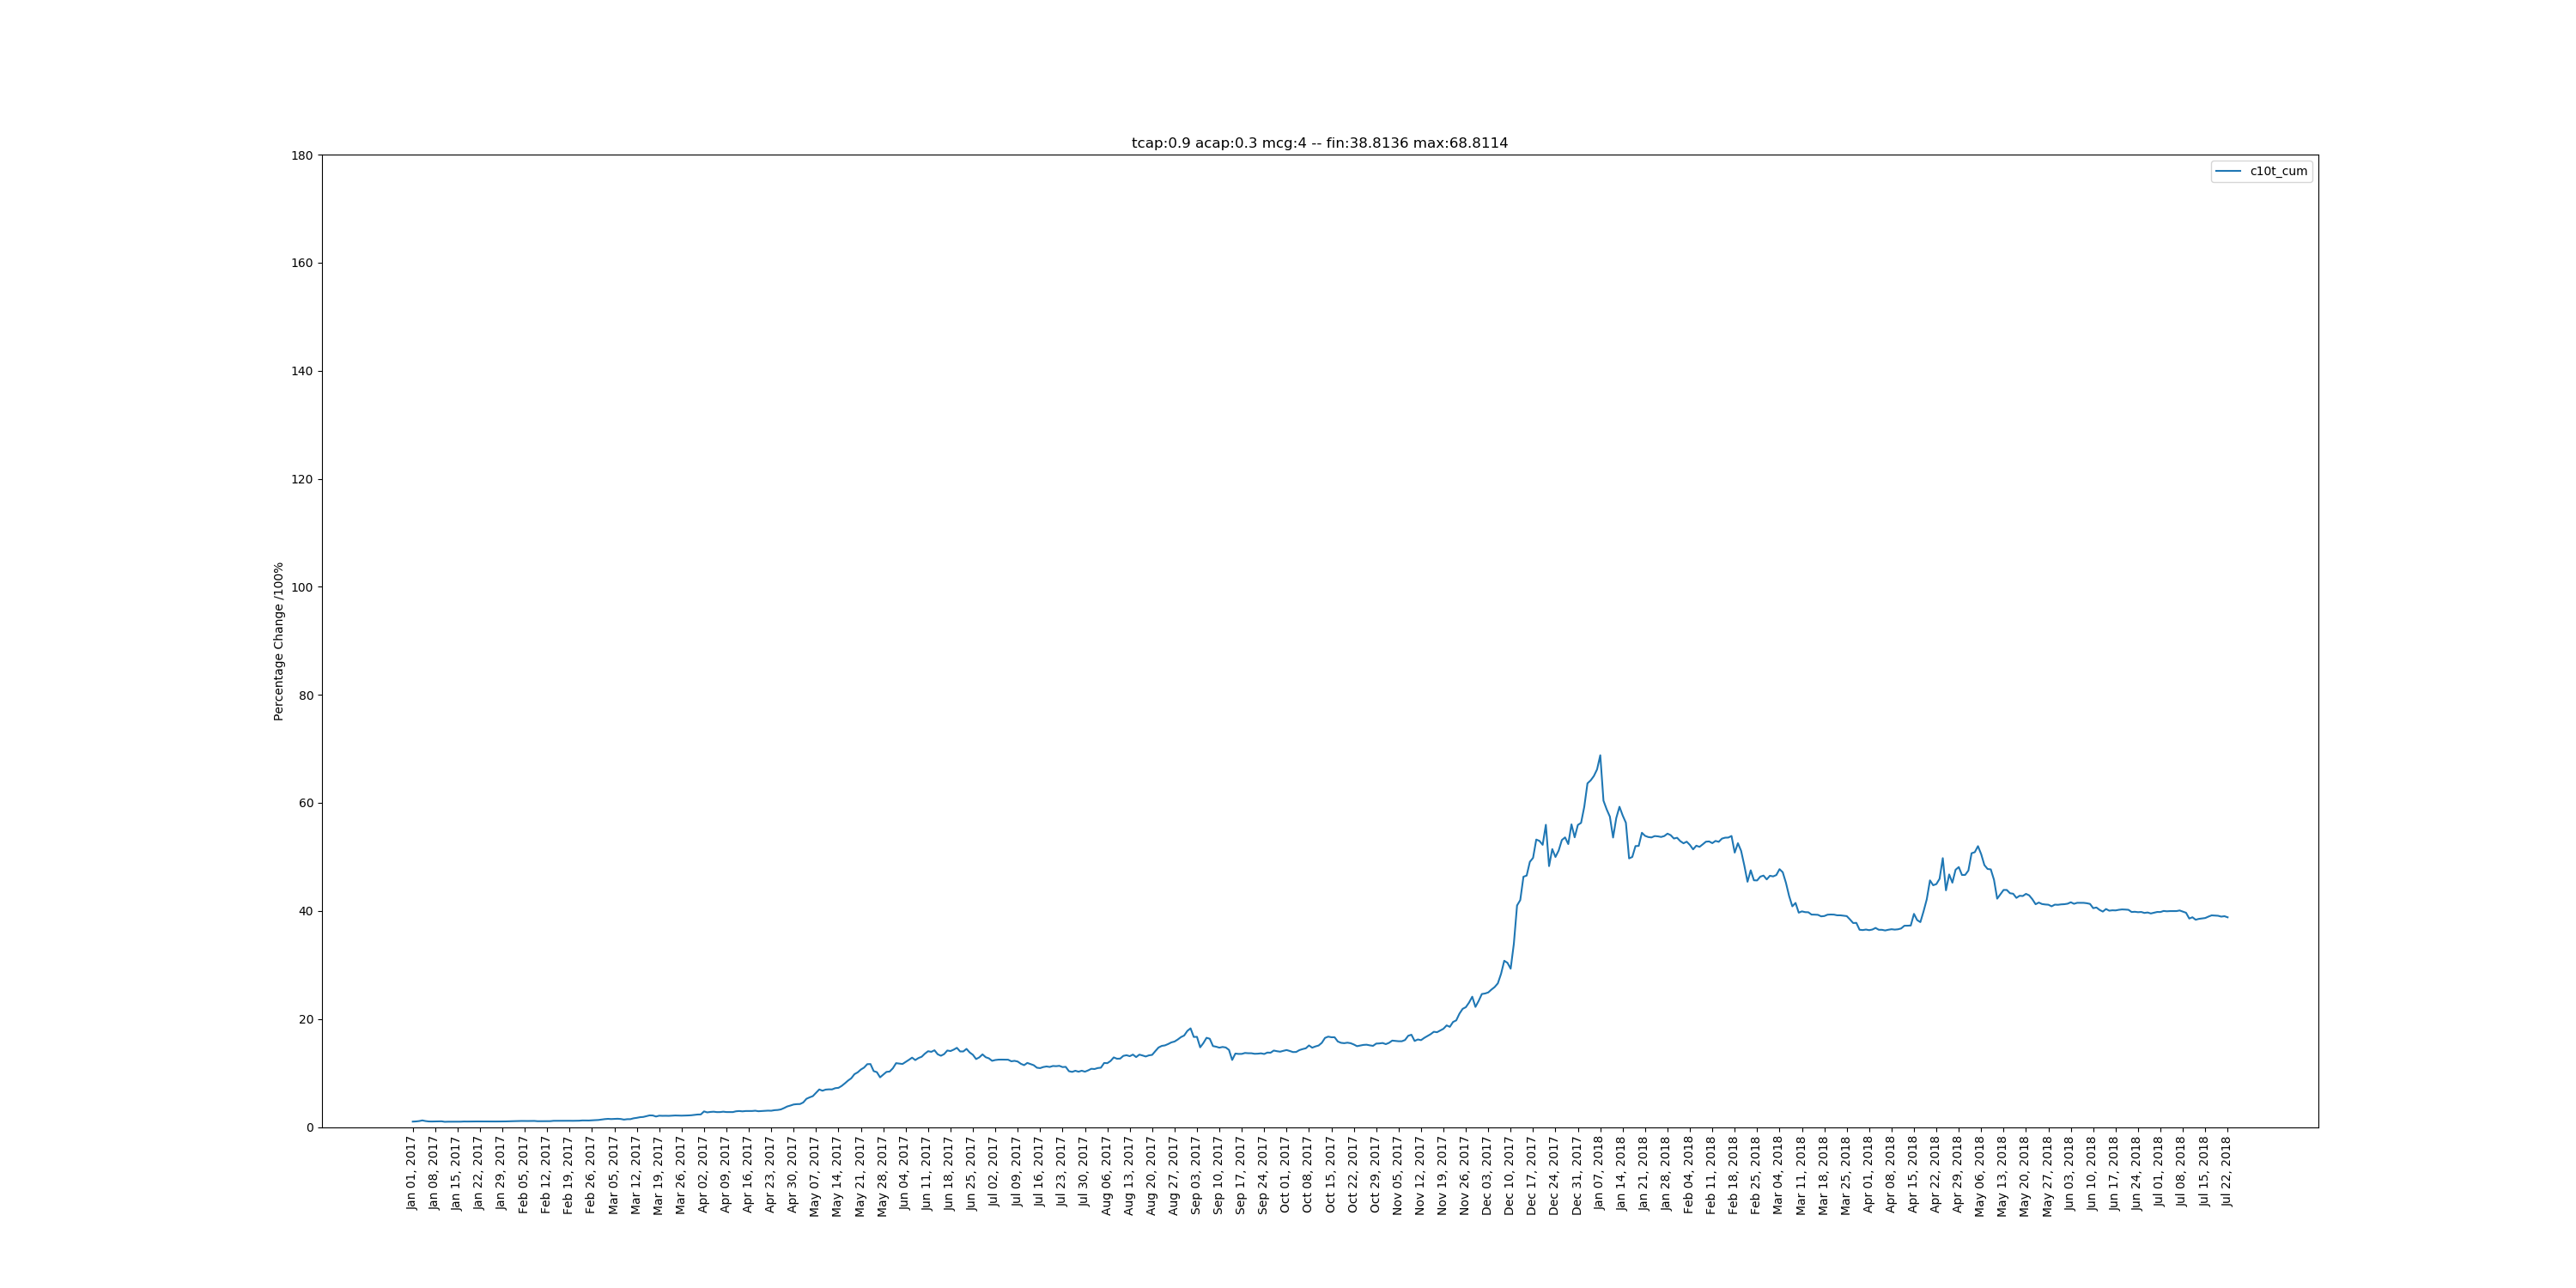 tcap:0.9 acap:0.3 mcg:4 -- fin:38.8136 max:68.8114
c10t_cum
Percentage Change /100%
180
160
140
120
100
80
60
40
20
0
Jan 01, 2017
Jan 08, 2017
Jan 15, 2017
Jan 22, 2017
Jan 29, 2017
Feb 05, 2017
Feb 12, 2017
Feb 19, 2017
Feb 26, 2017
Mar 05, 2017
Mar 12, 2017
Mar 19, 2017
Mar 26, 2017
Apr 02, 2017
Apr 09, 2017
Apr 16, 2017
Apr 23, 2017
Apr 30, 2017
May 07, 2017
May 14, 2017
May 21, 2017
May 28, 2017
Jun 04, 2017
Jun 11, 2017
Jun 18, 2017
Jun 25, 2017
Jul 02, 2017
Jul 09, 2017
Jul 16, 2017
Jul 23, 2017
Jul 30, 2017
Aug 06, 2017
Aug 13, 2017
Aug 20, 2017
Aug 27, 2017
Sep 03, 2017
Sep 10, 2017
Sep 17, 2017
Sep 24, 2017
Oct 01, 2017
Oct 08, 2017
Oct 15, 2017
Oct 22, 2017
Oct 29, 2017
Nov 05, 2017
Nov 12, 2017
Nov 19, 2017
Nov 26, 2017
Dec 03, 2017
Dec 10, 2017
Dec 17, 2017
Dec 24, 2017
Dec 31, 2017
Jan 07, 2018
Jan 14, 2018
Jan 21, 2018
Jan 28, 2018
Feb 04, 2018
Feb 11, 2018
Feb 18, 2018
Feb 25, 2018
Mar 04, 2018
Mar 11, 2018
Mar 18, 2018
Mar 25, 2018
Apr 01, 2018
Apr 08, 2018
Apr 15, 2018
Apr 22, 2018
Apr 29, 2018
May 06, 2018
May 13, 2018
May 20, 2018
May 27, 2018
Jun 03, 2018
Jun 10, 2018
Jun 17, 2018
Jun 24, 2018
Jul 01, 2018
Jul 08, 2018
Jul 15, 2018
Jul 22, 2018